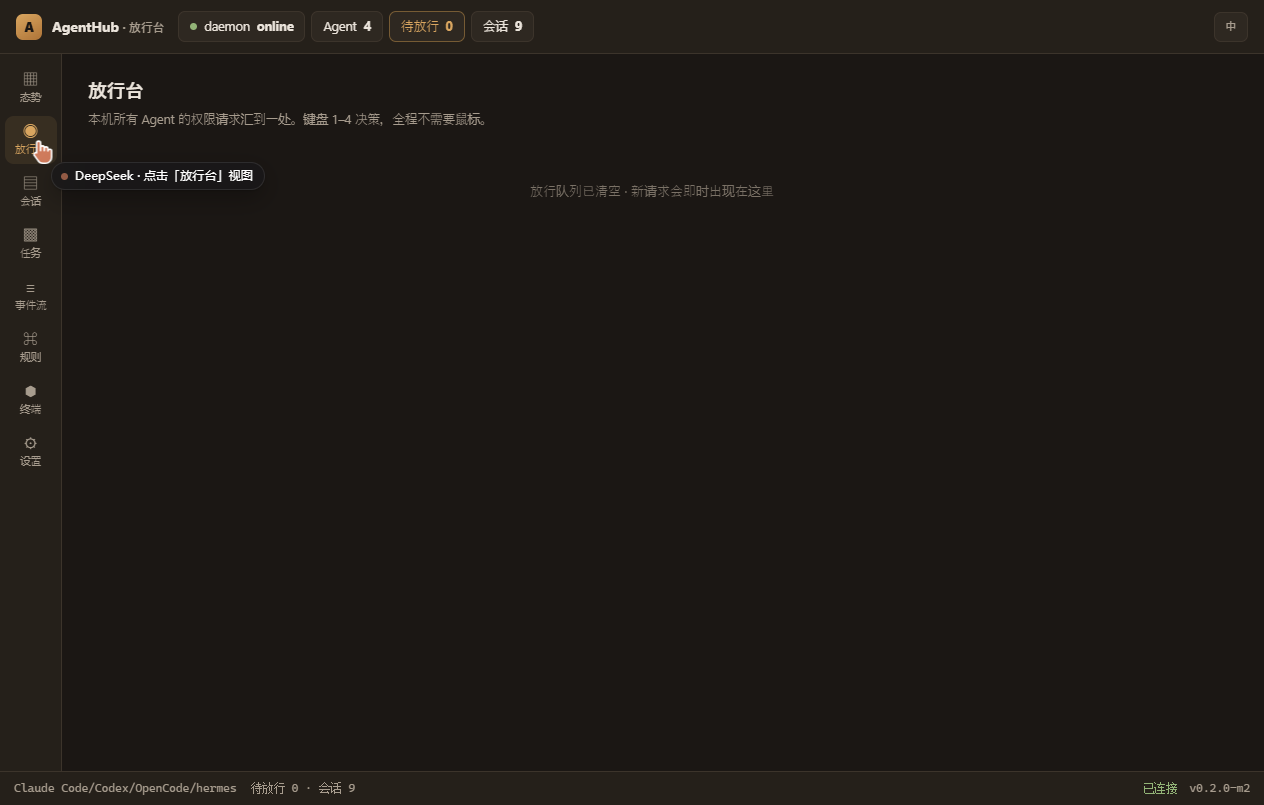 A AgentHub · 放行台 daemon online Agent 4 待放行 0 会话 9 中
态势
放行
会话
任务
事件流
规则
终端
设置
放行台
本机所有 Agent 的权限请求汇到一处。键盘 1–4 决策，全程不需要鼠标。
DeepSeek · 点击「放行台」视图
放行队列已清空 · 新请求会即时出现在这里
Claude Code/Codex/OpenCode/hermes 待放行 0 · 会话 9 已连接 v0.2.0-m2